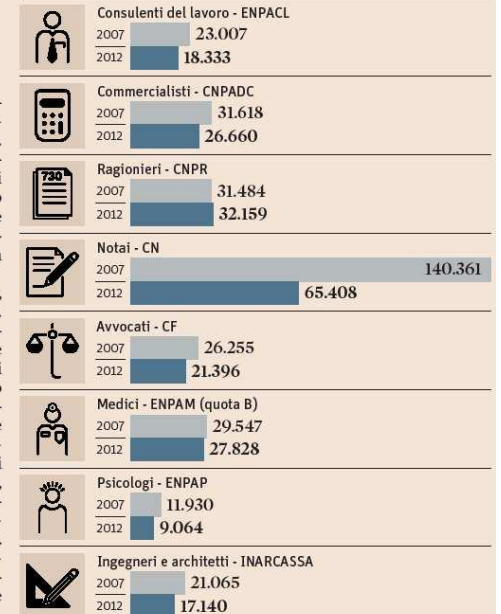 Consulenti del lavoro - ENPACL
2007 23.007
2012 18.333
Commercialisti - CNPADC
2007 31.618
2012 26.660
730
Ragionieri - CNPR
2007 31.484
2012 32.159
Notai - CN
2007 140.361
2012 65.408
Avvocati - CF
2007 26.255
2012 21.396
Medici - ENPAM (quota B)
2007 29.547
2012 27.828
Psicologi - ENPAP
2007 11.930
2012 9.064
Ingegneri e architetti - INARCASSA
2007 21.065
2012 17.140